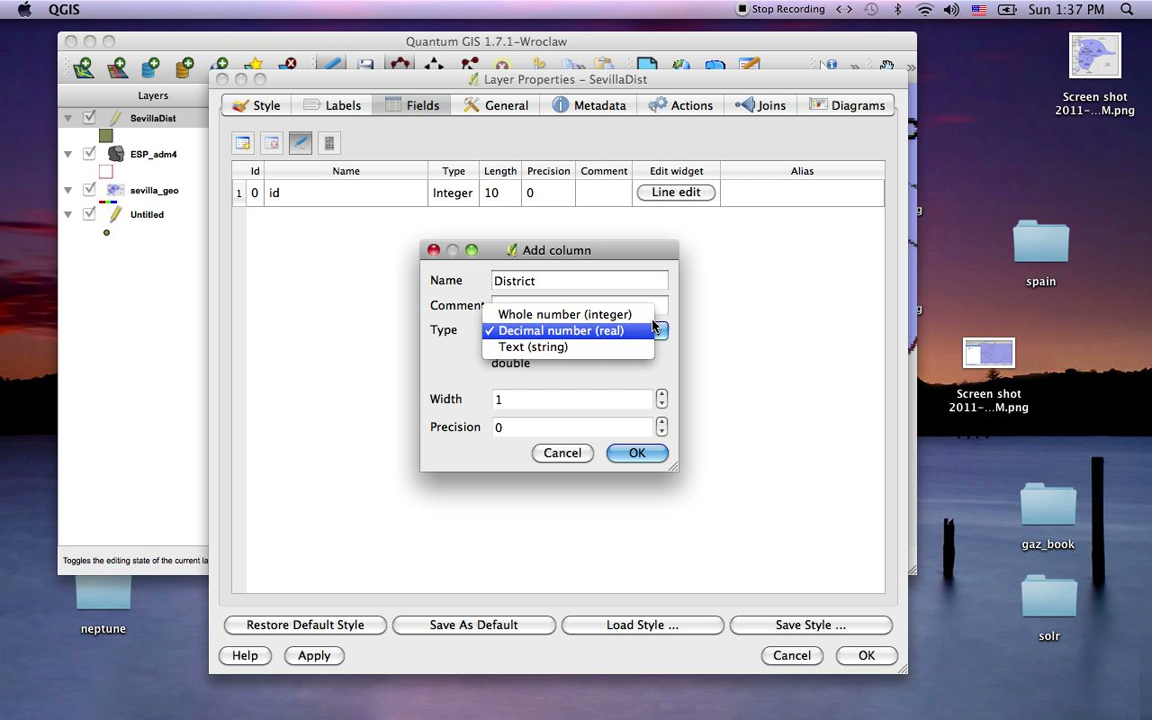 QGIS
Stop Recording
Sun 1:37 PM
Quantum GIS 1.7.1-Wroclaw
Layers
SevillaDist
ESP_adm4
sevilla_geo
Untitled
Toggles the editing state of the current la
Layer Properties – SevillaDist
Style
Labels
Fields
General
Metadata
Actions
Joins
Diagrams
Id
Name
Type
Length
Precision
Comment
Edit widget
Alias
1
0
id
Integer
10
0
Line edit
Add column
Name
District
Comment
Type
Whole number (integer)
✓ Decimal number (real)
Text (string)
double
Width
1
Precision
0
Cancel
OK
Restore Default Style
Save As Default
Load Style ...
Save Style ...
Help
Apply
Cancel
OK
Screen shot
2011-...M.png
spain
Screen shot
2011-...M.png
gaz_book
solr
neptune